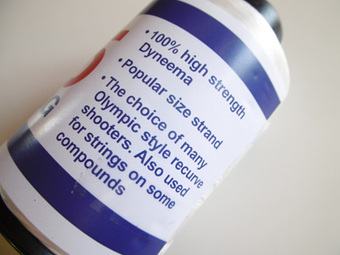 • 100% high strength
Dyneema
• Popular size strand
• The choice of many
Olympic style recurve
shooters. Also used
for strings on some
compounds